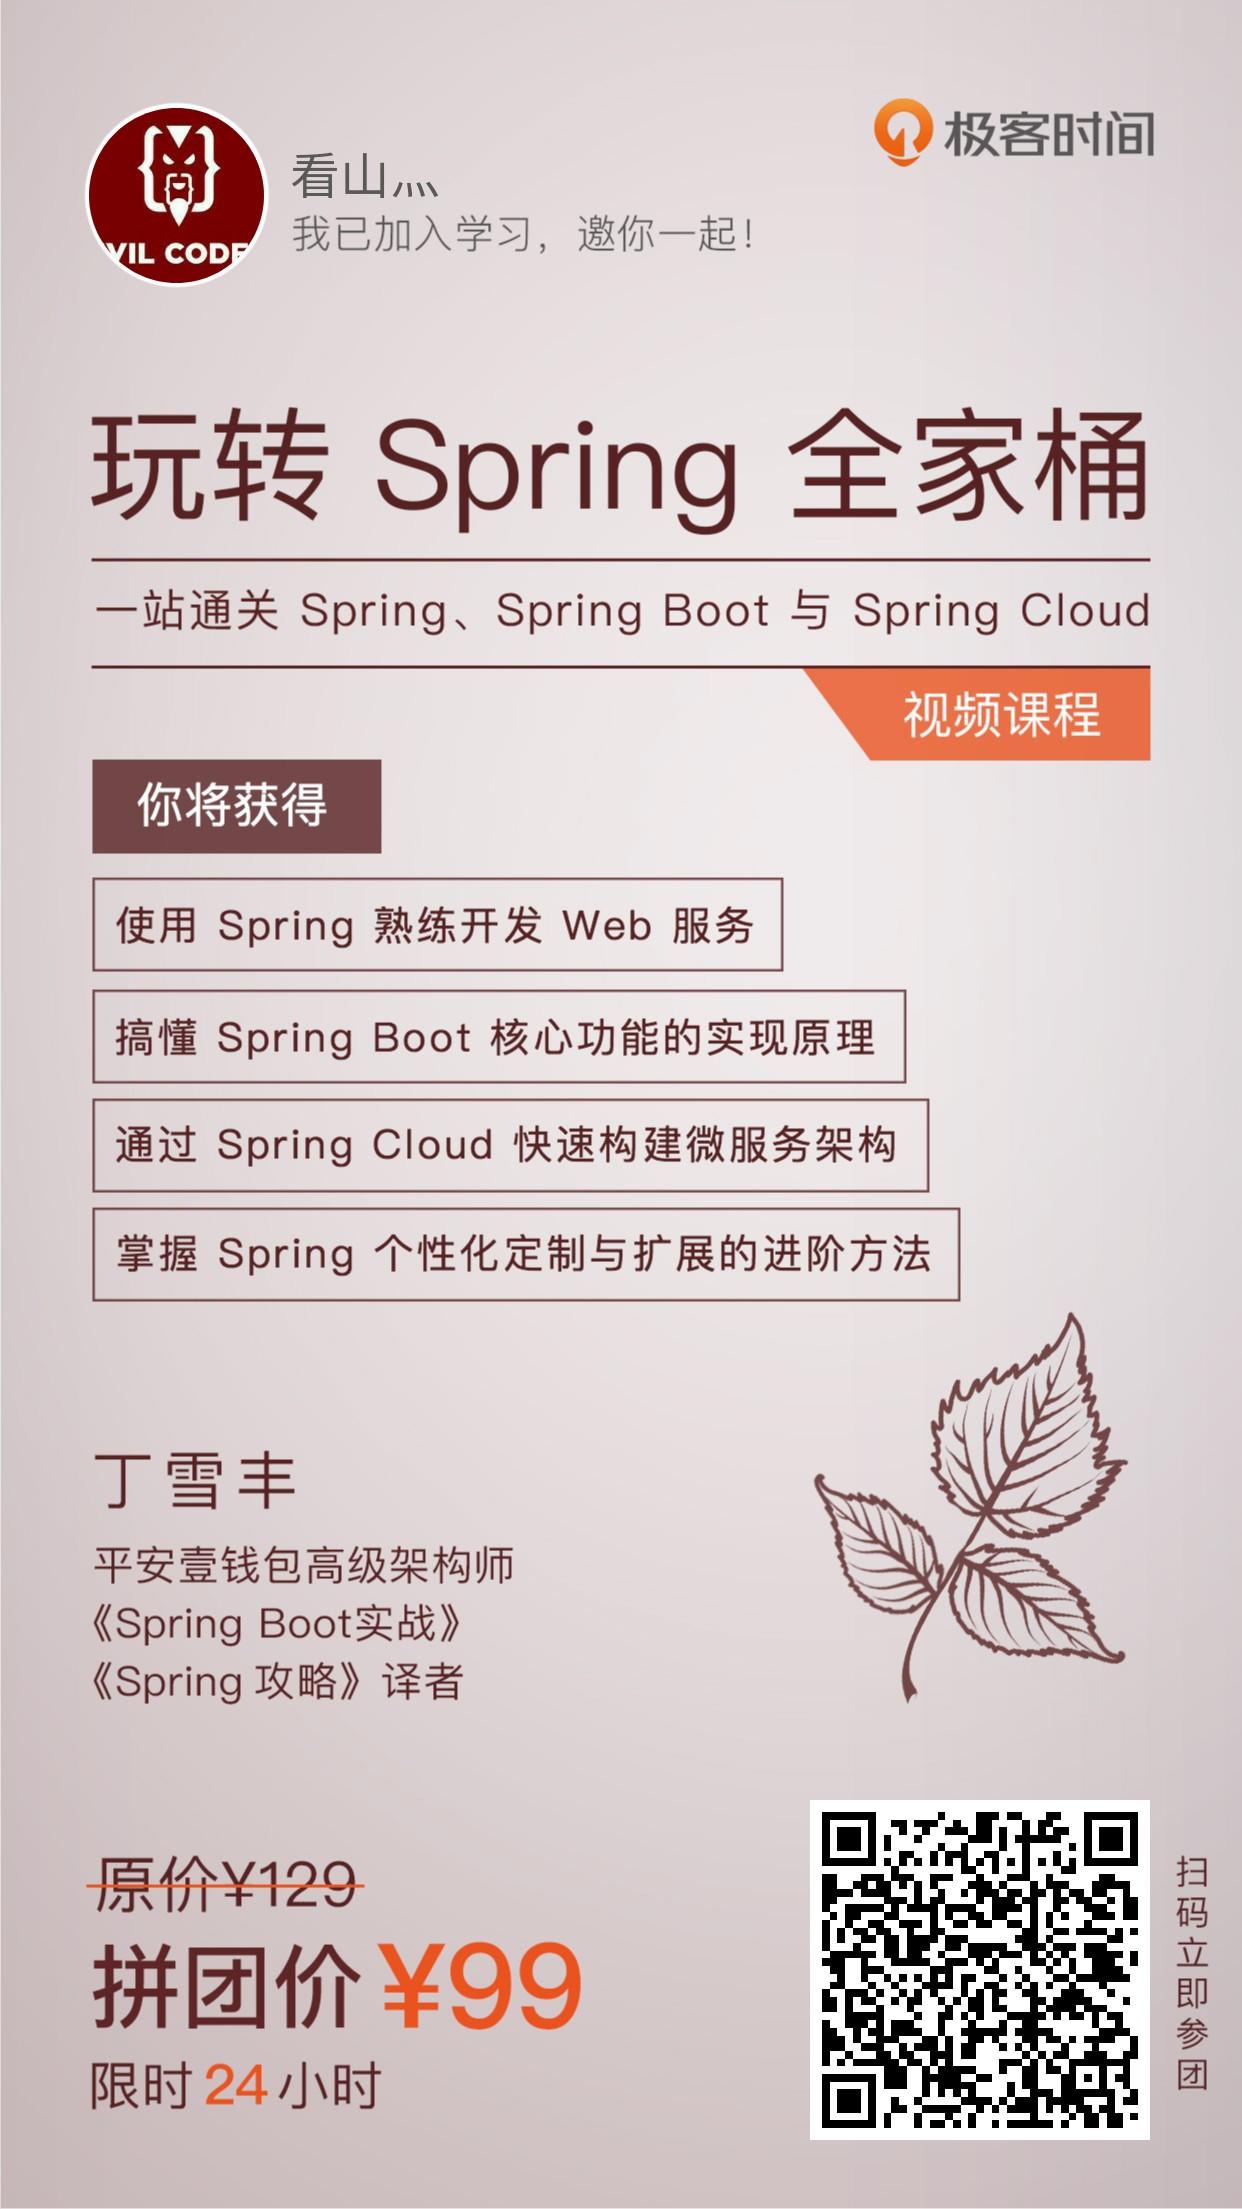 极客时间
看山灬
我已加入学习，邀你一起！
VIL CODE
玩转 Spring 全家桶
一站通关 Spring、Spring Boot 与 Spring Cloud
视频课程
你将获得
使用 Spring 熟练开发 Web 服务
搞懂 Spring Boot 核心功能的实现原理
通过 Spring Cloud 快速构建微服务架构
掌握 Spring 个性化定制与扩展的进阶方法
丁雪丰
平安壹钱包高级架构师
《Spring Boot实战》
《Spring 攻略》译者
原价¥129
拼团价 ¥99
限时 24 小时
扫码立即参团